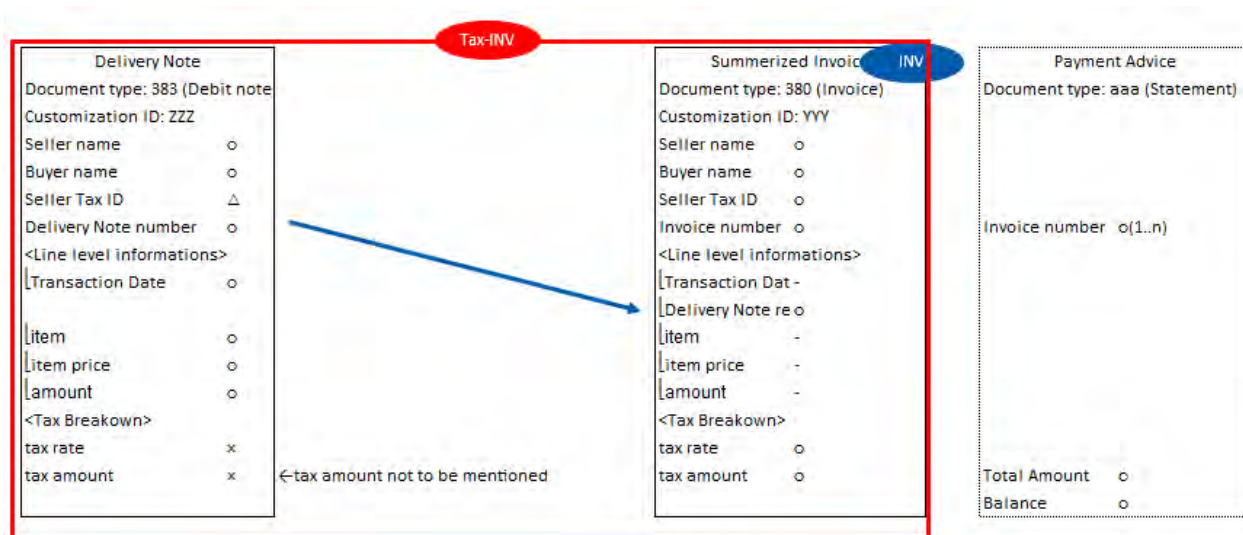 Tax-INV
Delivery Note
Document type: 383 (Debit note
Customization ID: ZZZ
Seller name o
Buyer name o
Seller Tax ID △
Delivery Note number o
<Line level informations>
Transaction Date o
item o
item price o
amount o
<Tax Breakown>
tax rate x
tax amount x
←tax amount not to be mentioned
Summerized Invoic
INV
Document type: 380 (Invoice)
Customization ID: YYY
Seller name o
Buyer name o
Seller Tax ID o
Invoice number o
<Line level informations>
Transaction Dat -
Delivery Note re o
item -
item price -
amount -
<Tax Breakown>
tax rate o
tax amount o
Payment Advice
Document type: aaa (Statement)
Invoice number o(1..n)
Total Amount o
Balance o